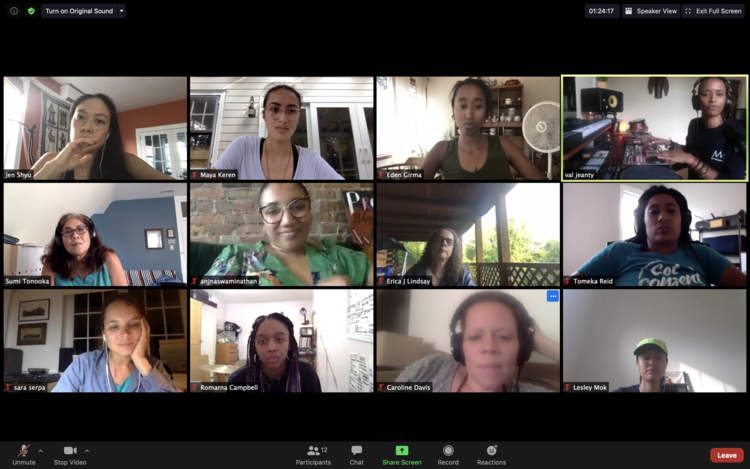 Turn on Original Sound
01:24:17
Speaker View
Exit Full Screen
Jen Shyu
Maya Keren
Eden Girma
val jeanty
Sumi Tonooka
anjnaswaminathan
Erica J Lindsay
Tomeka Reid
sara serpa
Romarna Campbell
Caroline Davis
Lesley Mok
Unmute
Stop Video
Participants
12
Chat
Share Screen
Record
Reactions
Leave